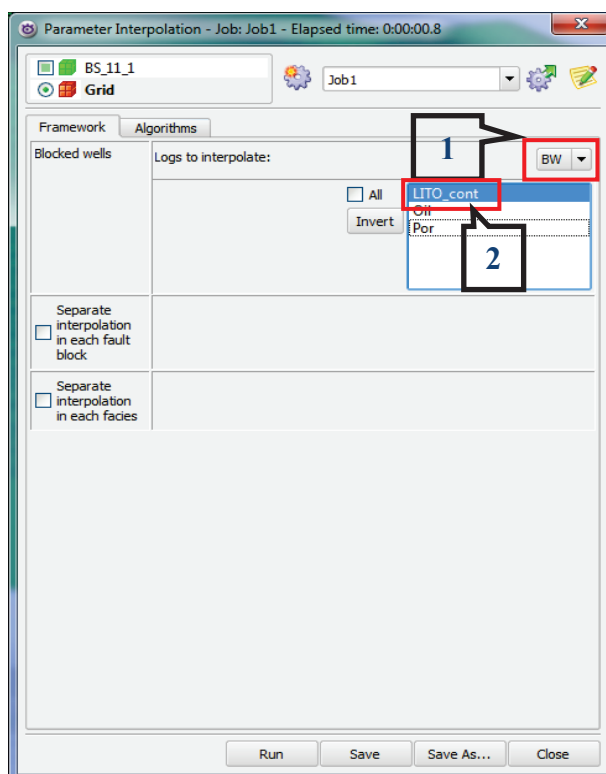 Parameter Interpolation - Job: Job1 - Elapsed time: 0:00:00.8
BS_11_1
Grid
Job1
Framework
Algorithms
Blocked wells
Logs to interpolate:
1
BW
All
Invert
LITO_cont
Oil
Por
2
Separate
interpolation
in each fault
block
Separate
interpolation
in each facies
Run
Save
Save As...
Close